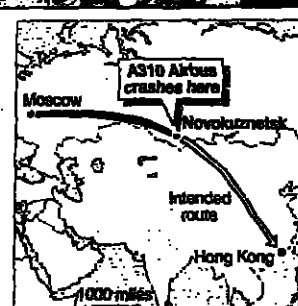 A310 Airbus
crashes here
Moscow
Novokuznetsk
Intended
route
Hong Kong
1000 miles